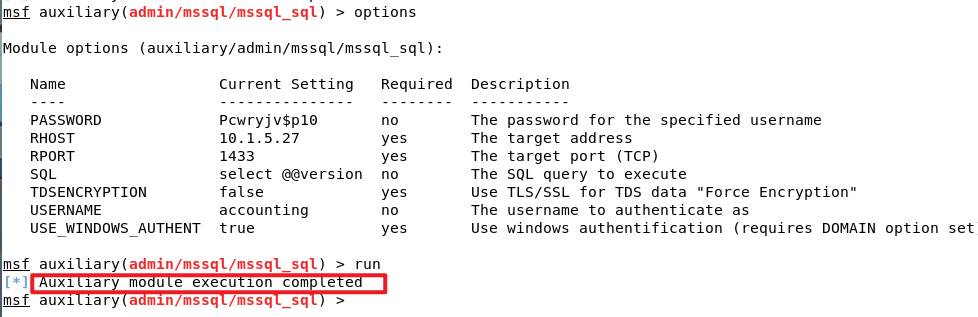 msf auxiliary(admin/mssql/mssql_sql) > options
Module options (auxiliary/admin/mssql/mssql_sql):
Name Current Setting Required Description
---- --------------- -------- -----------
PASSWORD Pcwryjv$p10 no The password for the specified username
RHOST 10.1.5.27 yes The target address
RPORT 1433 yes The target port (TCP)
SQL select @@version no The SQL query to execute
TDSENCRYPTION false yes Use TLS/SSL for TDS data "Force Encryption"
USERNAME accounting no The username to authenticate as
USE_WINDOWS_AUTHENT true yes Use windows authentification (requires DOMAIN option set
msf auxiliary(admin/mssql/mssql_sql) > run
[*] Auxiliary module execution completed
msf auxiliary(admin/mssql/mssql_sql) >